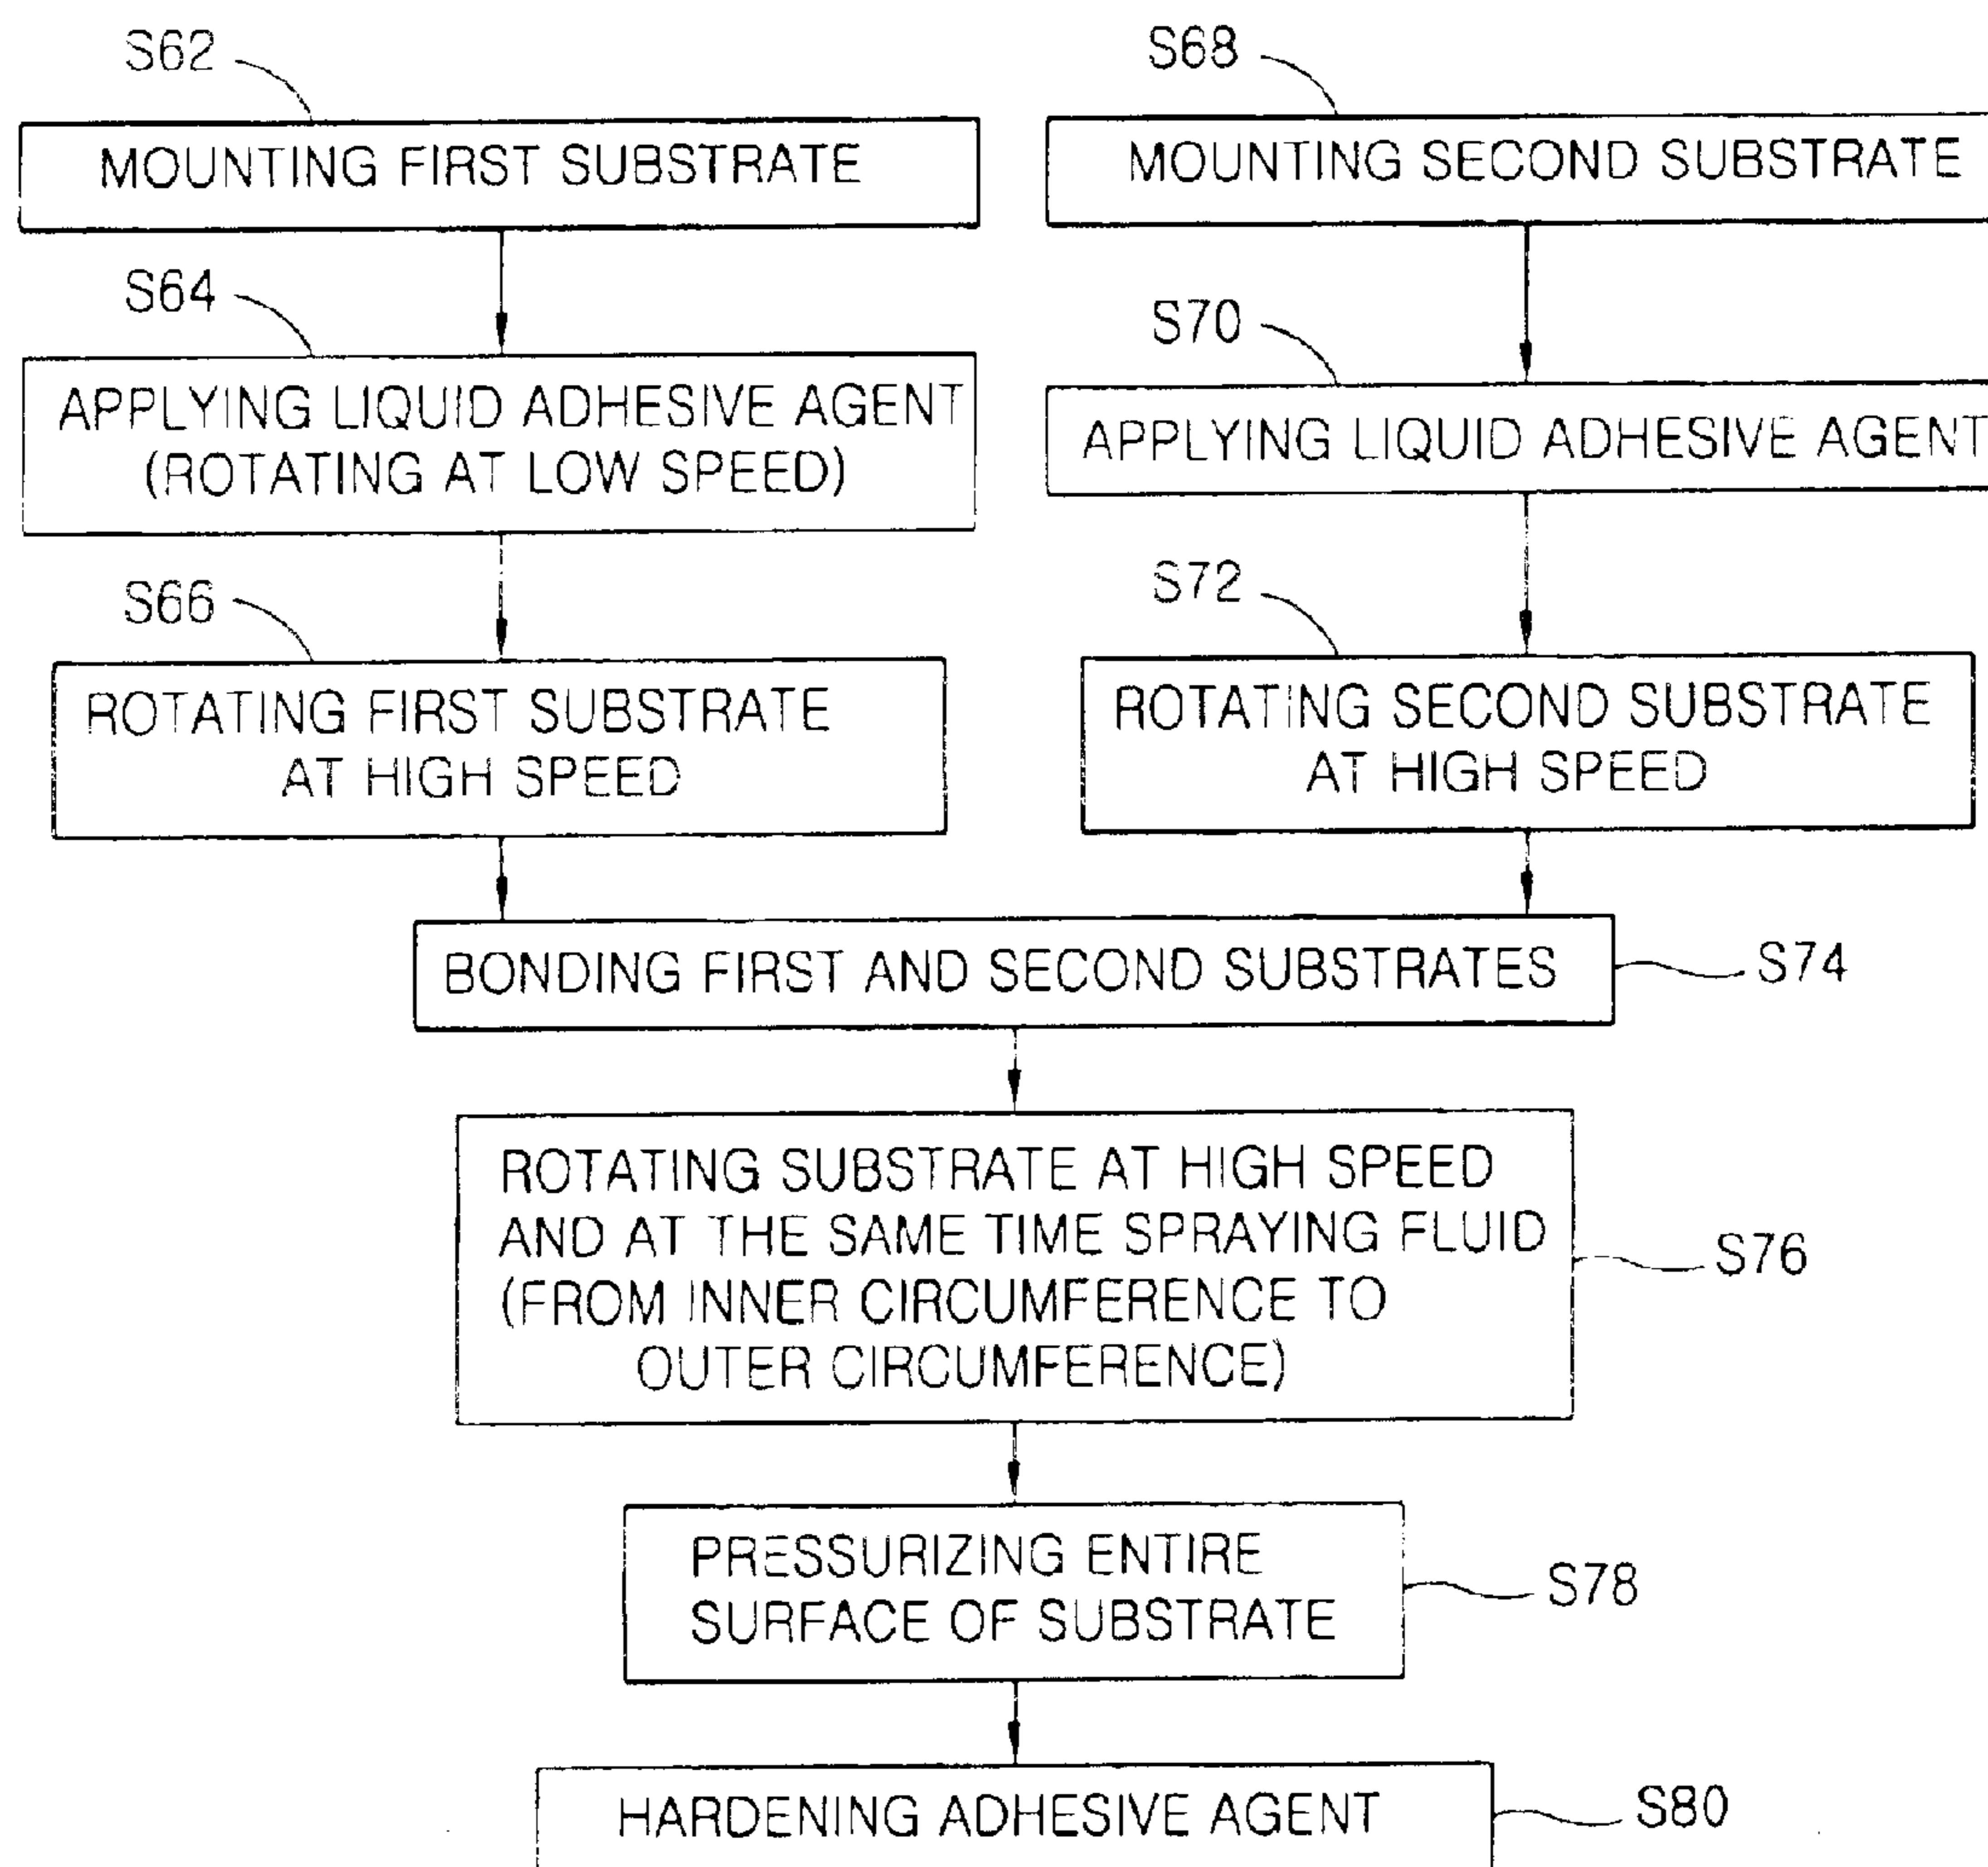 S62
MOUNTING FIRST SUBSTRATE
S64
APPLYING LIQUID ADHESIVE AGENT
(ROTATING AT LOW SPEED)
S66
ROTATING FIRST SUBSTRATE
AT HIGH SPEED
S68
MOUNTING SECOND SUBSTRATE
S70
APPLYING LIQUID ADHESIVE AGENT
S72
ROTATING SECOND SUBSTRATE
AT HIGH SPEED
BONDING FIRST AND SECOND SUBSTRATES
S74
ROTATING SUBSTRATE AT HIGH SPEED
AND AT THE SAME TIME SPRAYING FLUID
(FROM INNER CIRCUMFERENCE TO
OUTER CIRCUMFERENCE)
S76
PRESSURIZING ENTIRE
SURFACE OF SUBSTRATE
S78
HARDENING ADHESIVE AGENT
S80